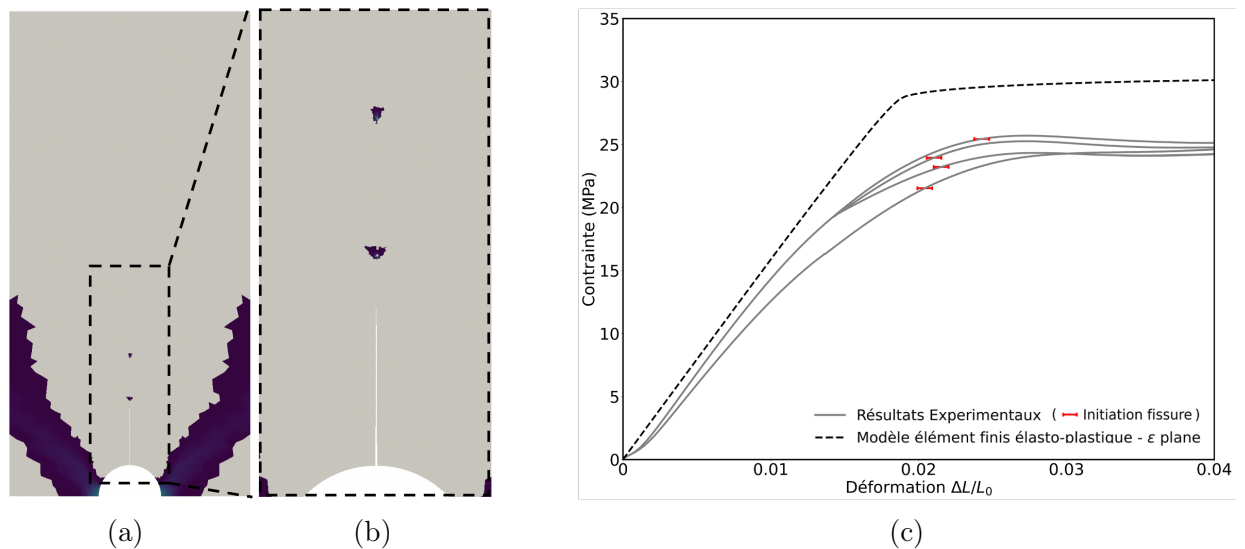 35
30
25
20
15
10
5
0
Contrainte (MPa)
Résultats Experimentaux ( Initiation fissure )
Modèle élément finis élasto-plastique - ε plane
0 0.01 0.02 0.03 0.04
Déformation ΔL/L₀
(a) (b) (c)